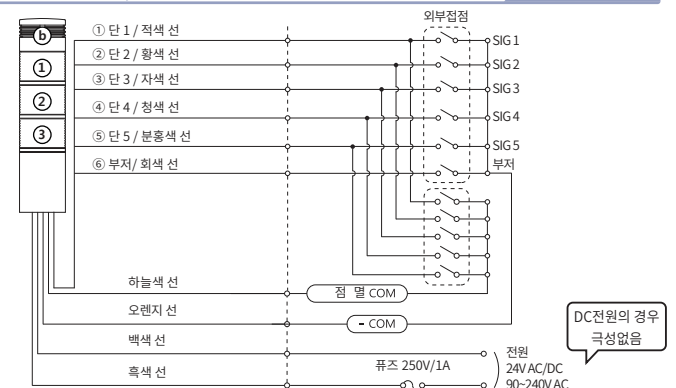 외부접점
b
① 단 1 / 적색 선
SIG 1
② 단 2 / 황색 선
SIG 2
1
③ 단 3 / 자색 선
SIG 3
2
④ 단 4 / 청색 선
SIG 4
3
⑤ 단 5 / 분홍색 선
SIG 5
⑥ 부저/ 회색 선
부저
하늘색 선
점 멸 COM
오렌지 선
- COM
DC전원의 경우
극성없음
백색 선
전원
퓨즈 250V/1A
24V AC/DC
흑색 선
90~240V AC